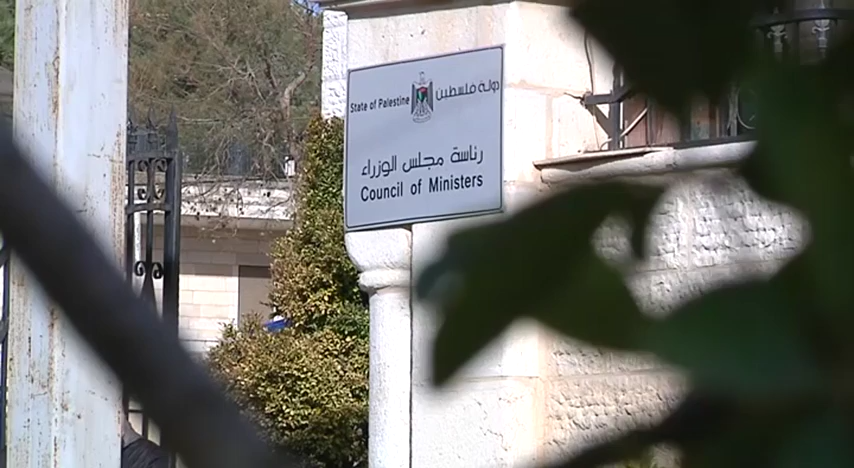 State of Palestine دولة فلسطين
رئاسة مجلس الوزراء
Council of Ministers